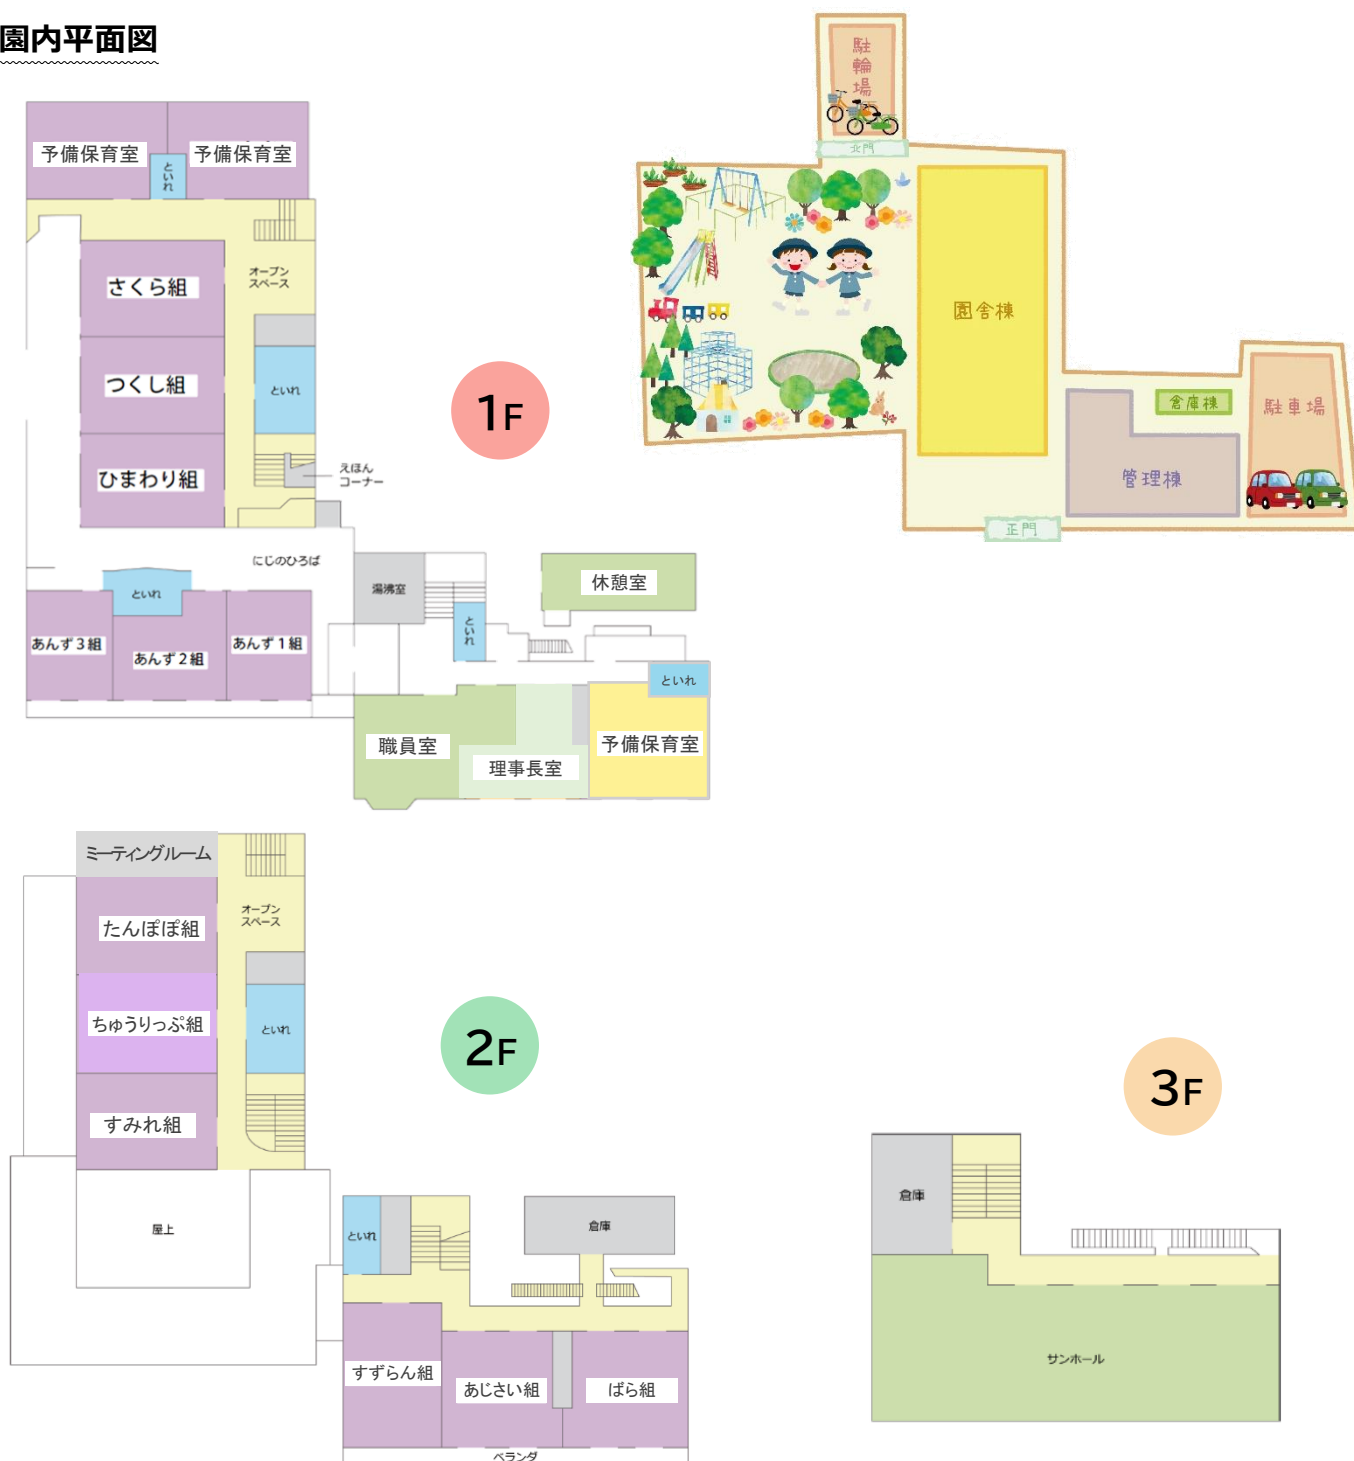 園内平面図
駐輪場
北門
園舎棟
倉庫棟
駐車場
管理棟
正門
1F
予備保育室
予備保育室
といれ
オープン
スペース
さくら組
つくし組
といれ
ひまわり組
えほん
コーナー
にじのひろば
湯沸室
休憩室
といれ
といれ
あんず3組
あんず2組
あんず1組
といれ
職員室
理事長室
予備保育室
2F
ミーティングルーム
たんぽぽ組
オープン
スペース
ちゅうりっぷ組
といれ
すみれ組
屋上
といれ
倉庫
すずらん組
あじさい組
ばら組
ベランダ
3F
倉庫
サンホール